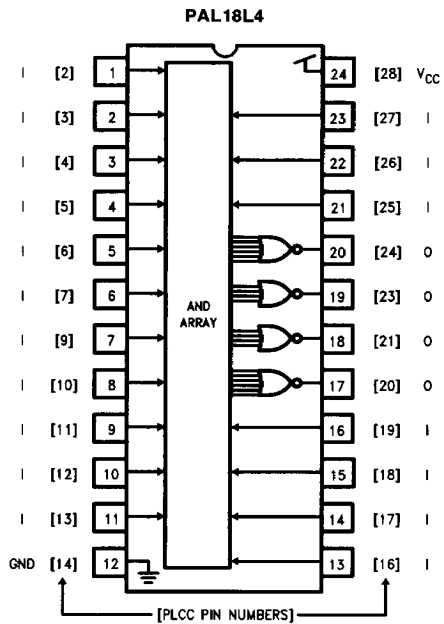 PAL18L4
I [2] 1 24 [28] VCC
I [3] 2 23 [27] I
I [4] 3 22 [26] I
I [5] 4 21 [25] I
I [6] 5 20 [24] O
I [7] 6 19 [23] O
AND
ARRAY
I [9] 7 18 [21] O
I [10] 8 17 [20] O
I [11] 9 16 [19] I
I [12] 10 15 [18] I
I [13] 11 14 [17] I
GND [14] 12 13 [16] I
[PLCC PIN NUMBERS]